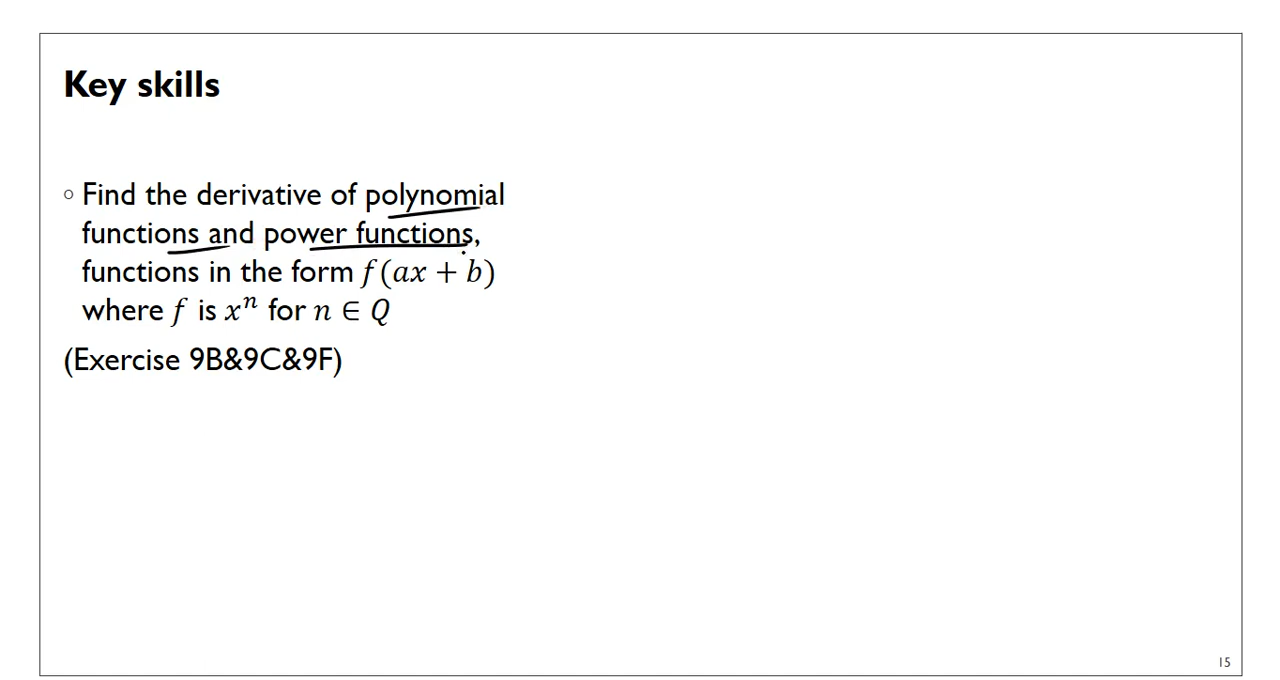 Key skills
○ Find the derivative of polynomial
functions and power functions,
functions in the form 𝑓(𝑎𝑥 + 𝑏)
where 𝑓 is 𝑥ⁿ for 𝑛 ∈ 𝑄
(Exercise 9B&9C&9F)
15